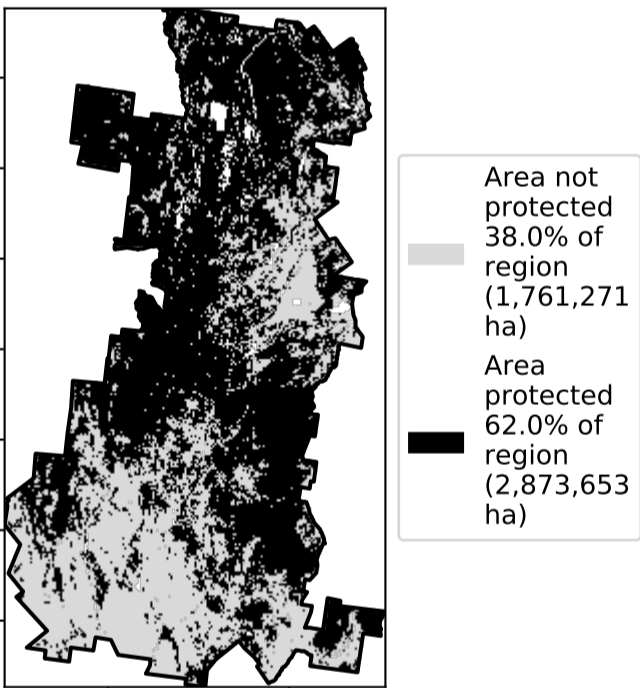 Area not
protected
38.0% of
region
(1,761,271
ha)
Area
protected
62.0% of
region
(2,873,653
ha)